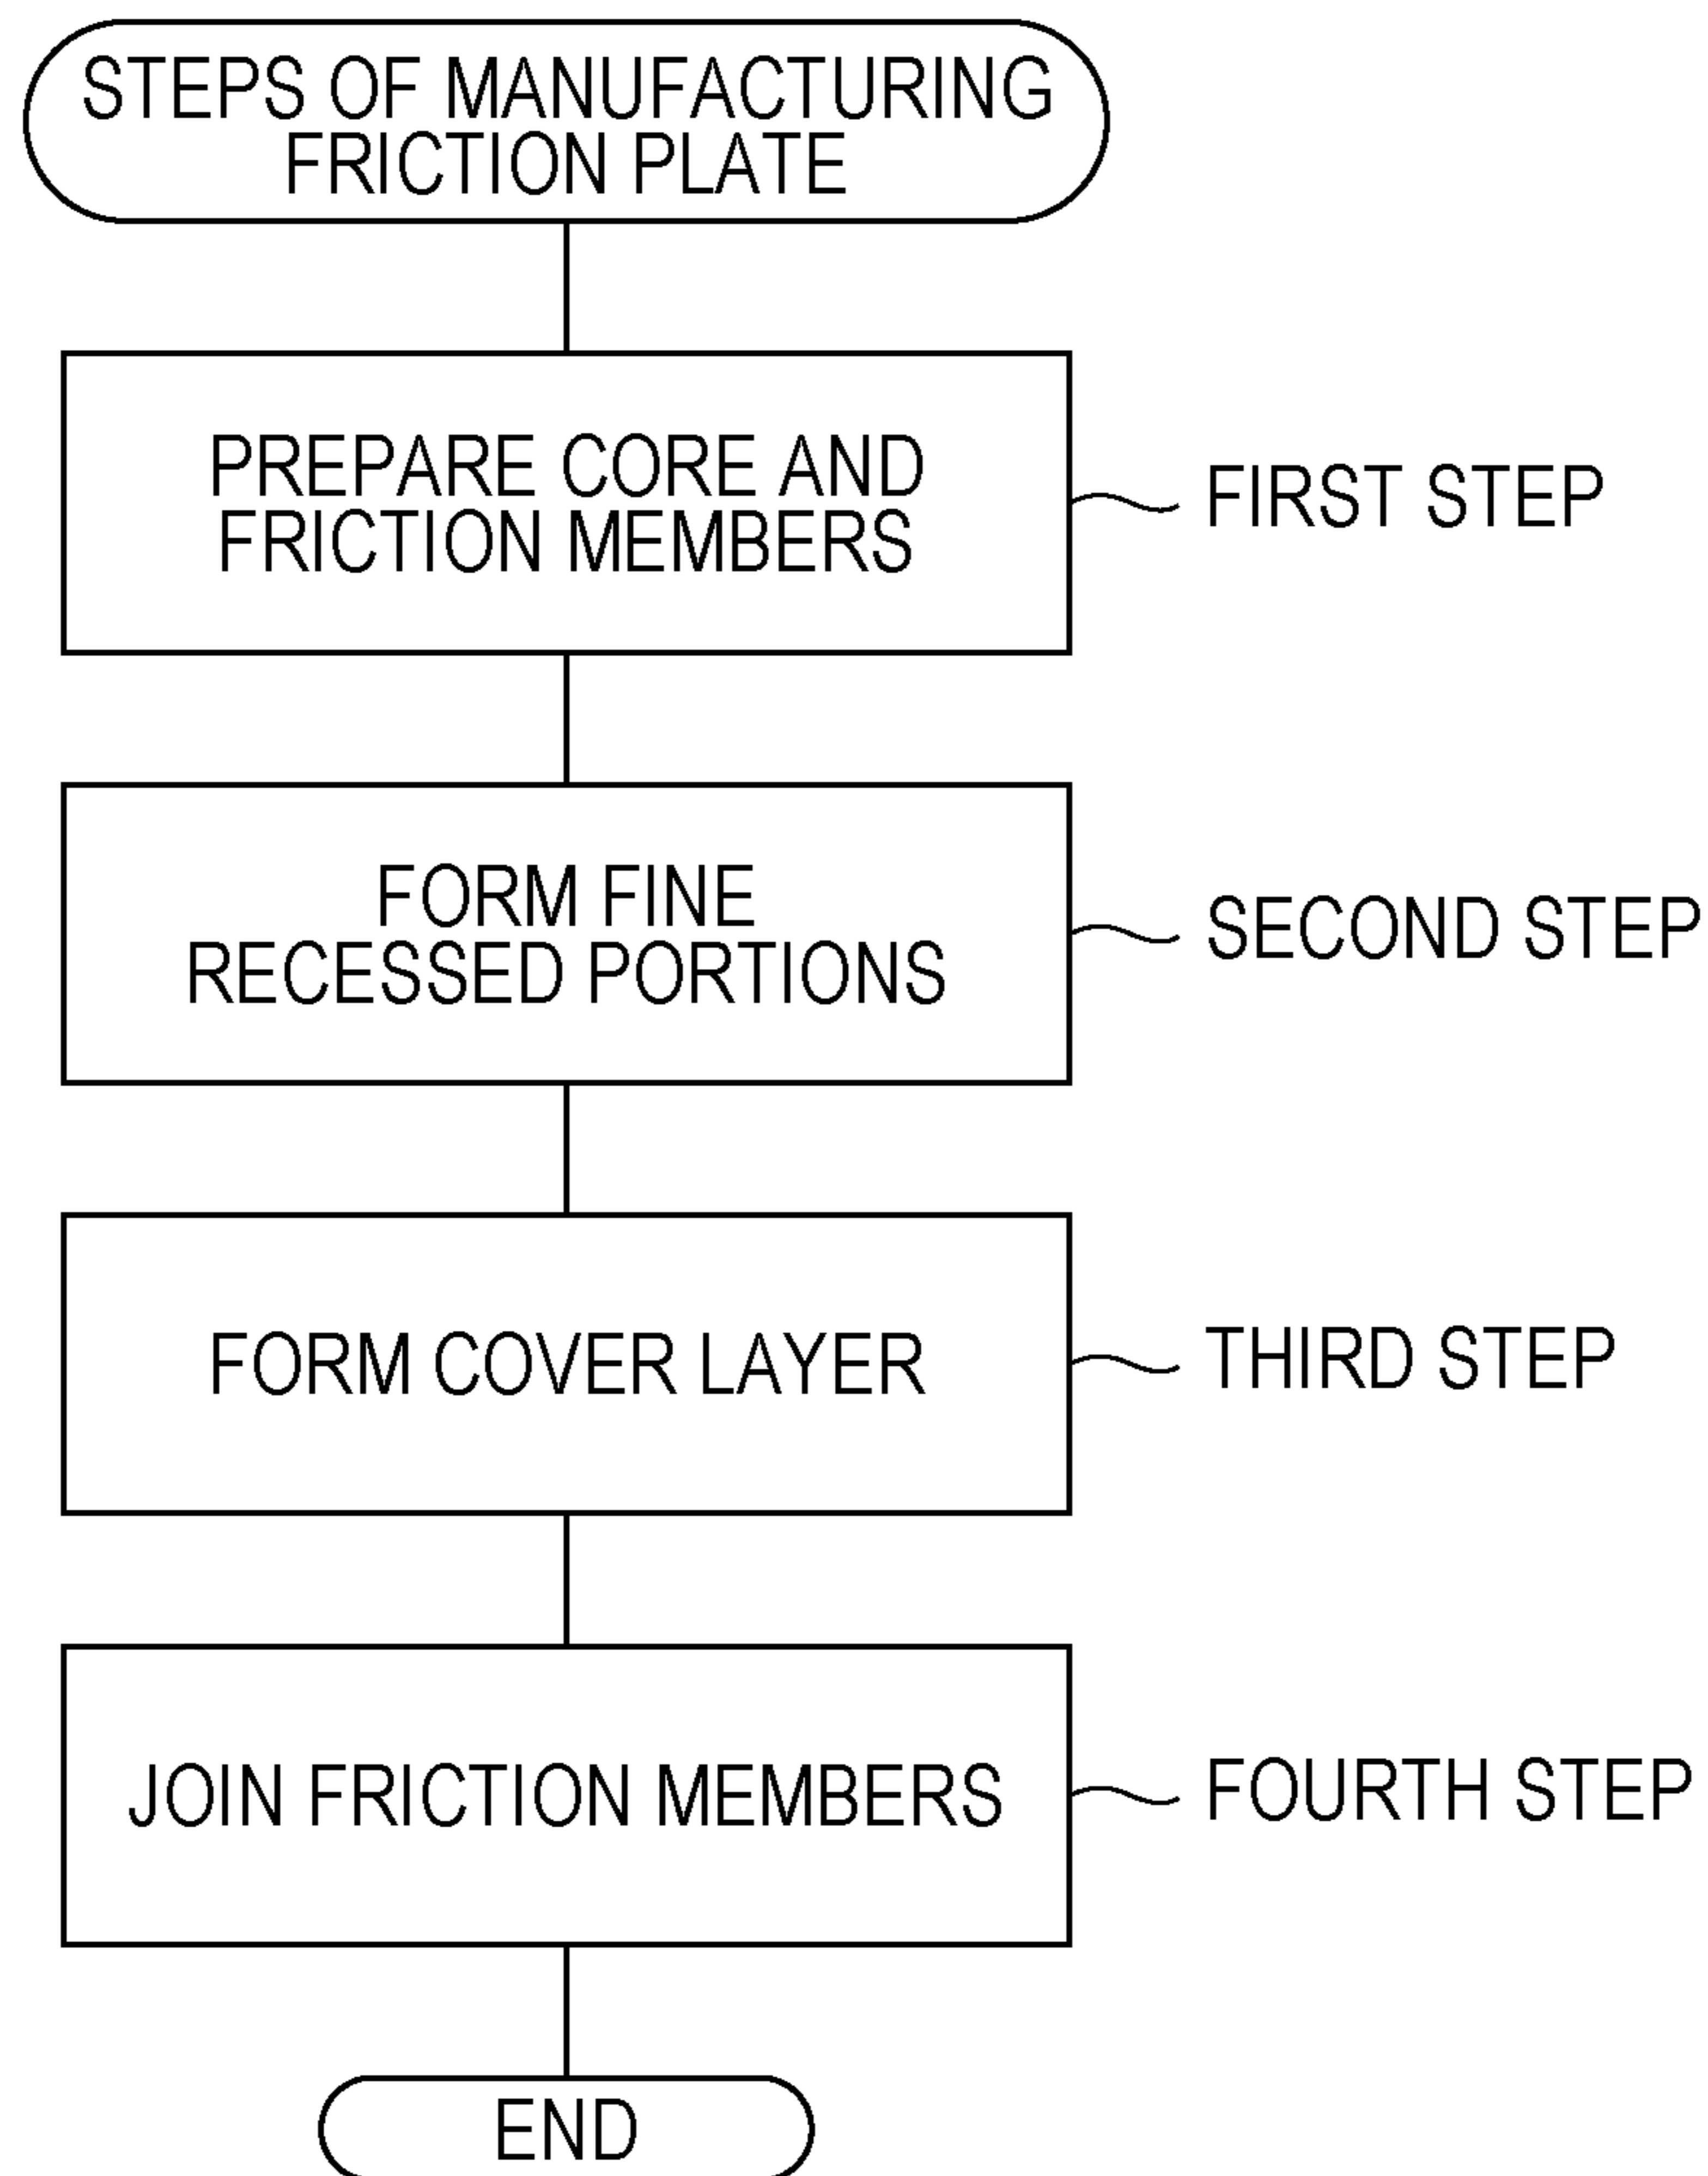 STEPS OF MANUFACTURING
FRICTION PLATE
PREPARE CORE AND
FRICTION MEMBERS
FIRST STEP
FORM FINE
RECESSED PORTIONS
SECOND STEP
FORM COVER LAYER
THIRD STEP
JOIN FRICTION MEMBERS
FOURTH STEP
END